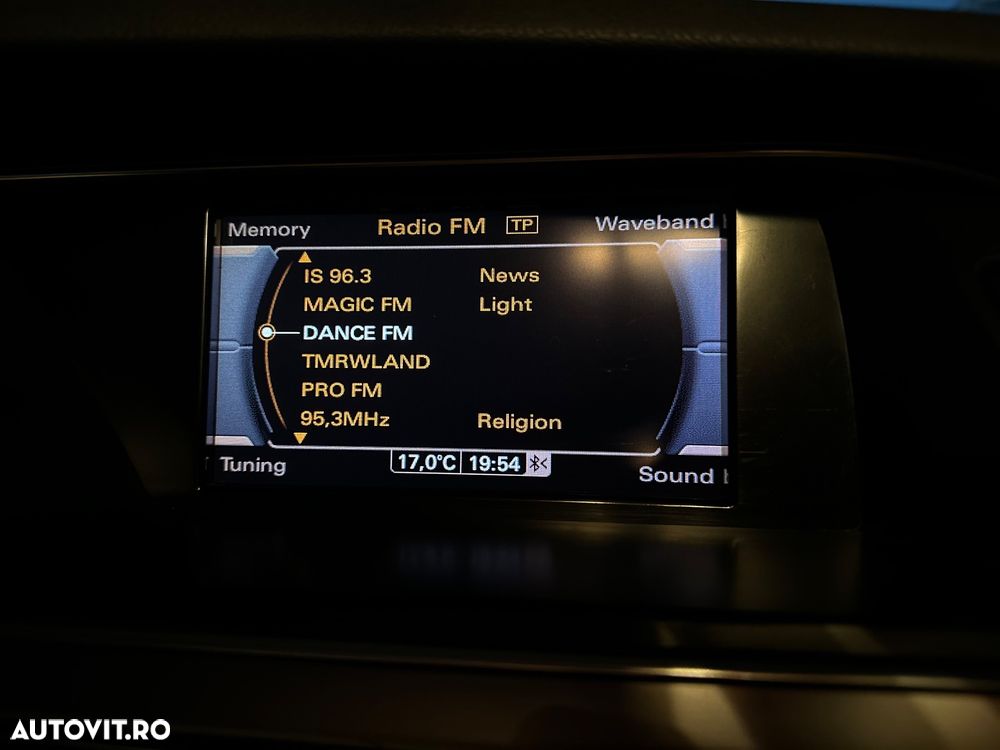 Memory Radio FM TP Waveband
IS 96.3 News
MAGIC FM Light
DANCE FM
TMRWLAND
PRO FM
95,3MHz Religion
Tuning 17,0°C 19:54 Sound
AUTOVIT.RO